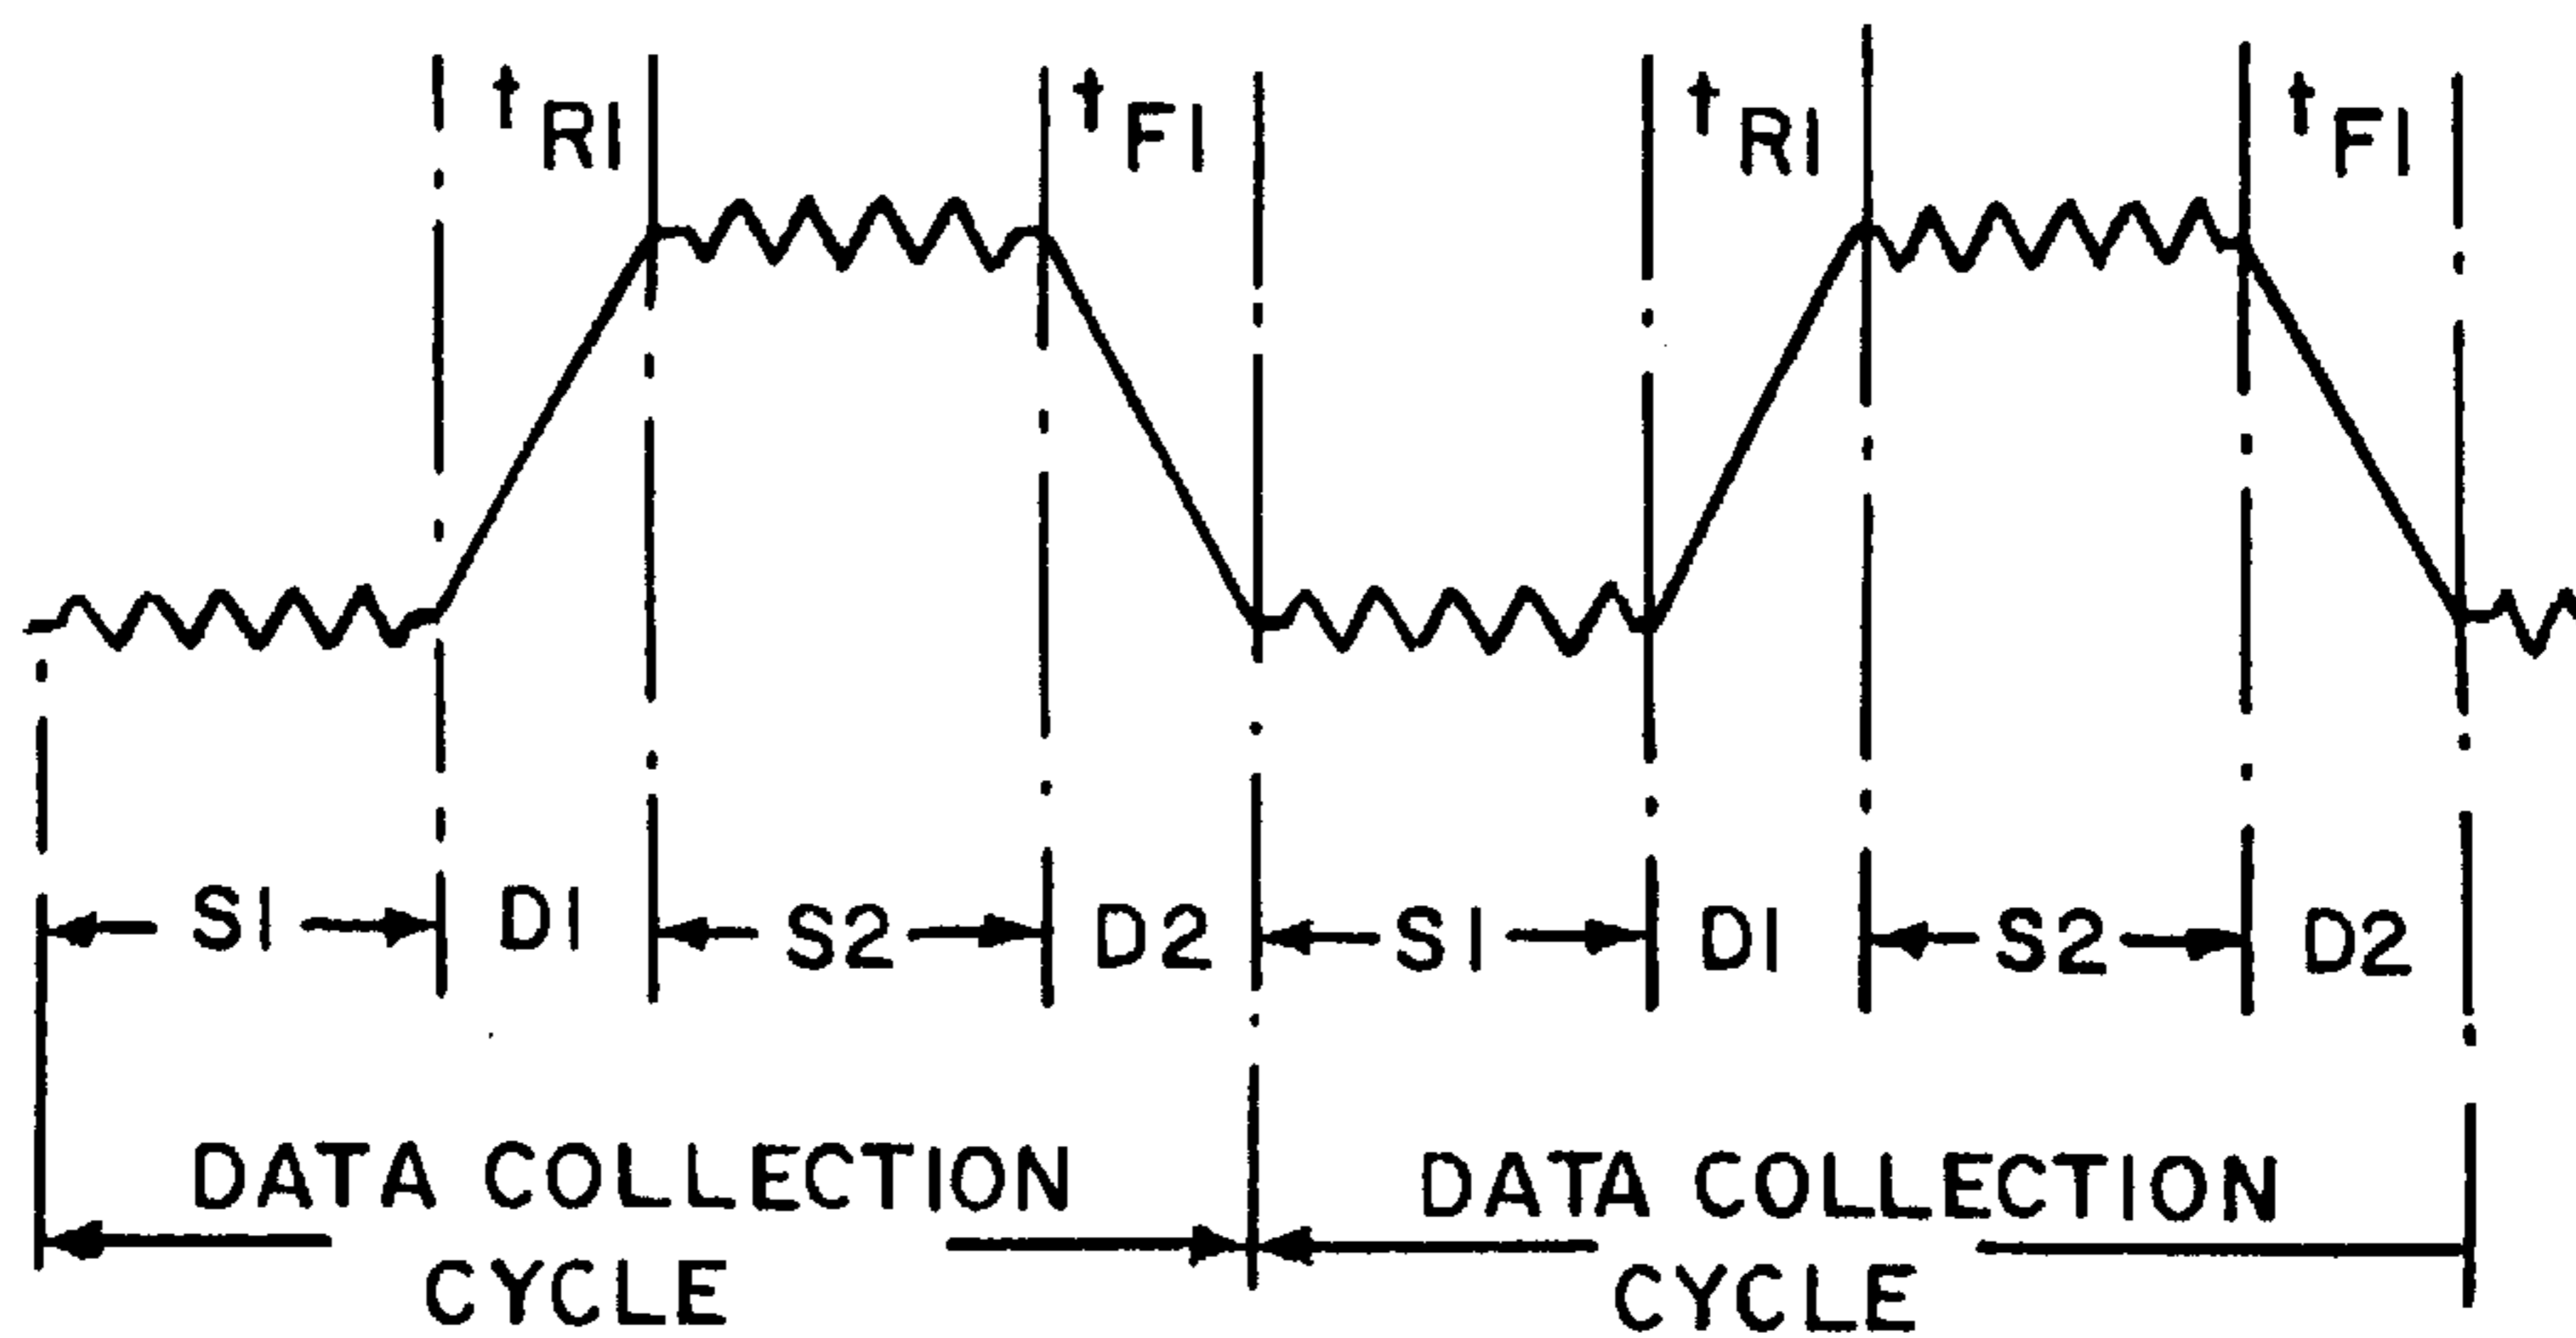 tR1 tF1 tR1 tF1
S1 D1 S2 D2 S1 D1 S2 D2
DATA COLLECTION CYCLE
DATA COLLECTION CYCLE